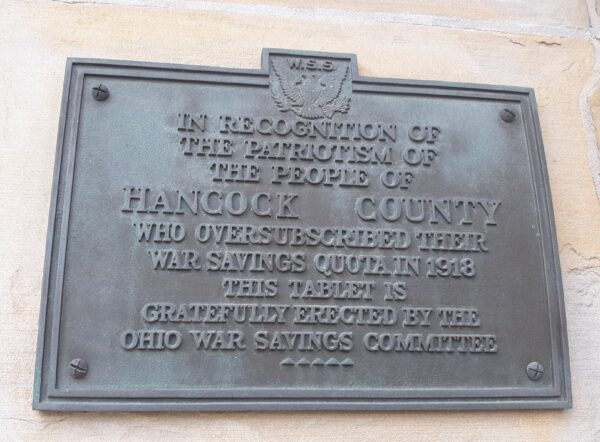 W.S.S.
IN RECOGNITION OF
THE PATRIOTISM OF
THE PEOPLE OF
HANCOCK COUNTY
WHO OVERSUBSCRIBED THEIR
WAR SAVINGS QUOTA, IN 1918
THIS TABLET IS
GRATEFULLY ERECTED BY THE
OHIO WAR SAVINGS COMMITTEE